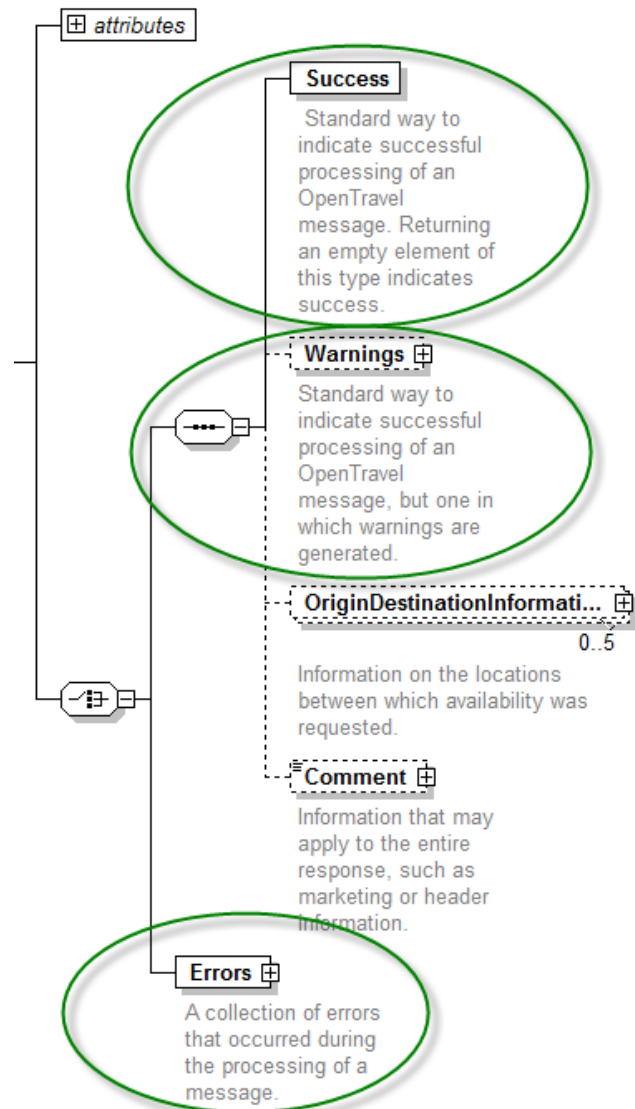 attributes
Success
Standard way to
indicate successful
processing of an
OpenTravel
message. Returning
an empty element of
this type indicates
success.
Warnings
Standard way to
indicate successful
processing of an
OpenTravel
message, but one in
which warnings are
generated.
OriginDestinationInformati...
0..5
Information on the locations
between which availability was
requested.
Comment
Information that may
apply to the entire
response, such as
marketing or header
information.
Errors
A collection of errors
that occurred during
the processing of a
message.